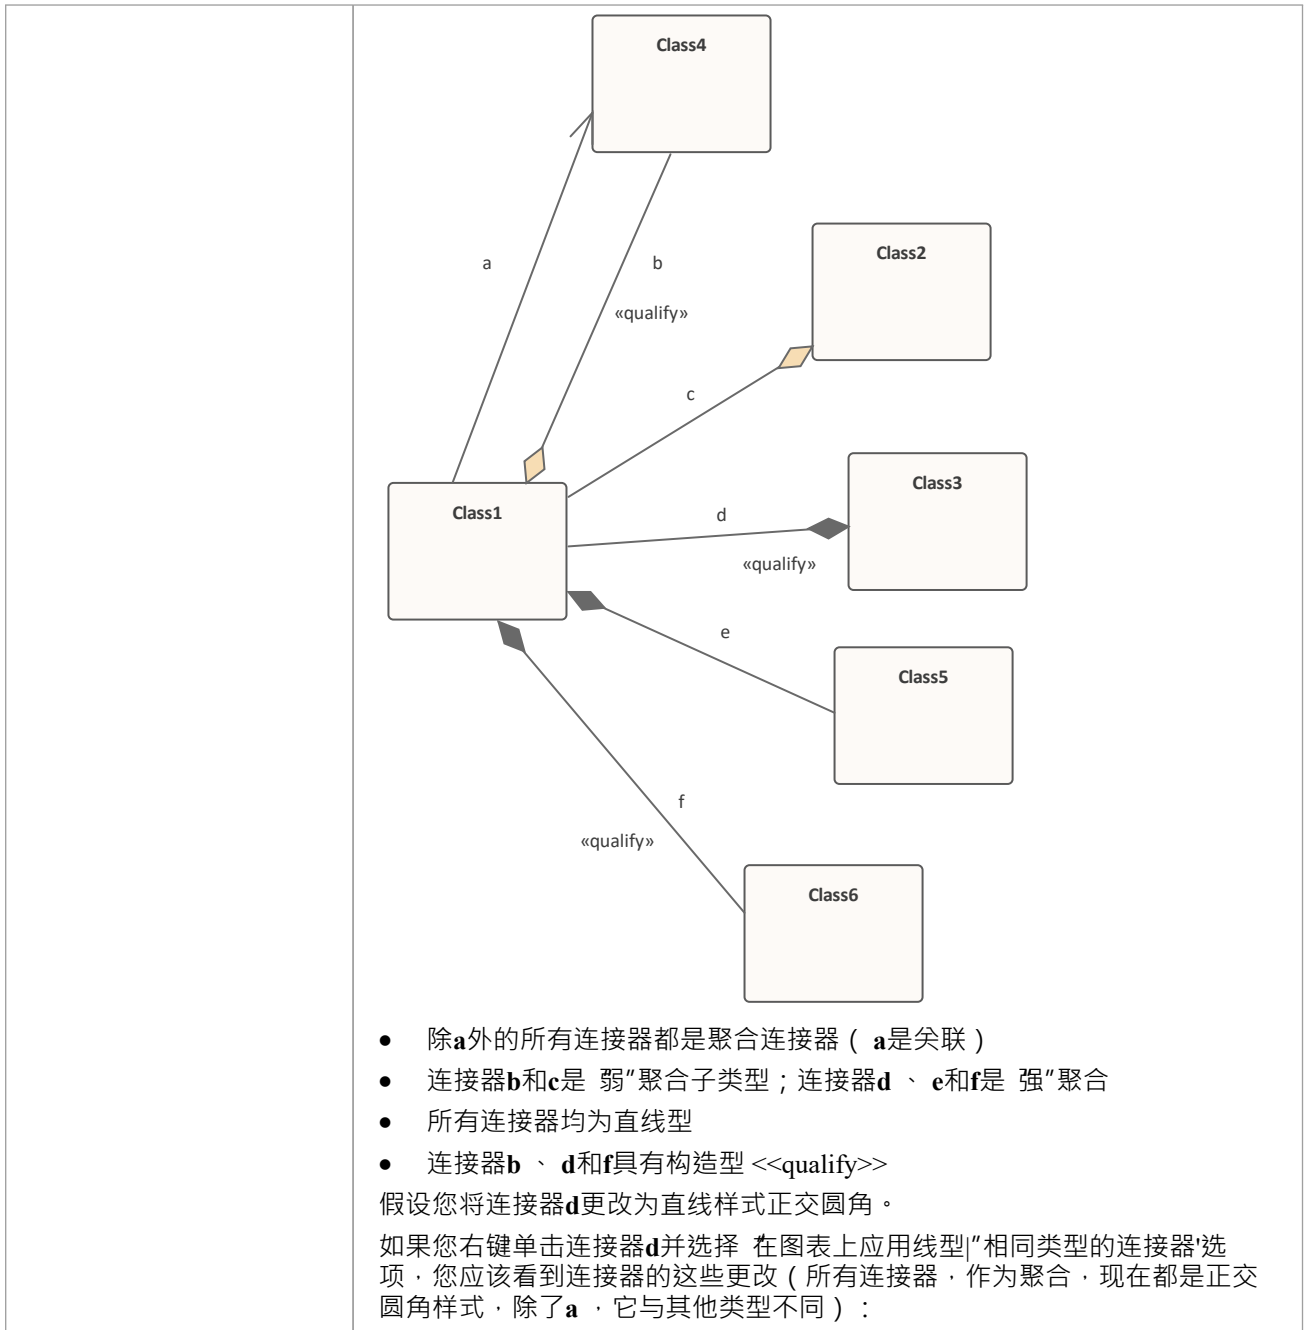 Class4
Class2
a
b
«qualify»
c
Class3
Class1
d
«qualify»
e
Class5
f
«qualify»
Class6
• 除a外的所有连接器都是聚合连接器（ a是关联）
• 连接器b和c是 弱”聚合子类型；连接器d 、 e和f是 强”聚合
• 所有连接器均为直线型
• 连接器b 、 d和f具有构造型 <<qualify>>
假设您将连接器d更改为直线样式正交圆角。
如果您右键单击连接器d并选择 在图表上应用线型|”相同类型的连接器'选
项，您应该看到连接器的这些更改（所有连接器，作为聚合，现在都是正交
圆角样式，除了a ，它与其他类型不同）：